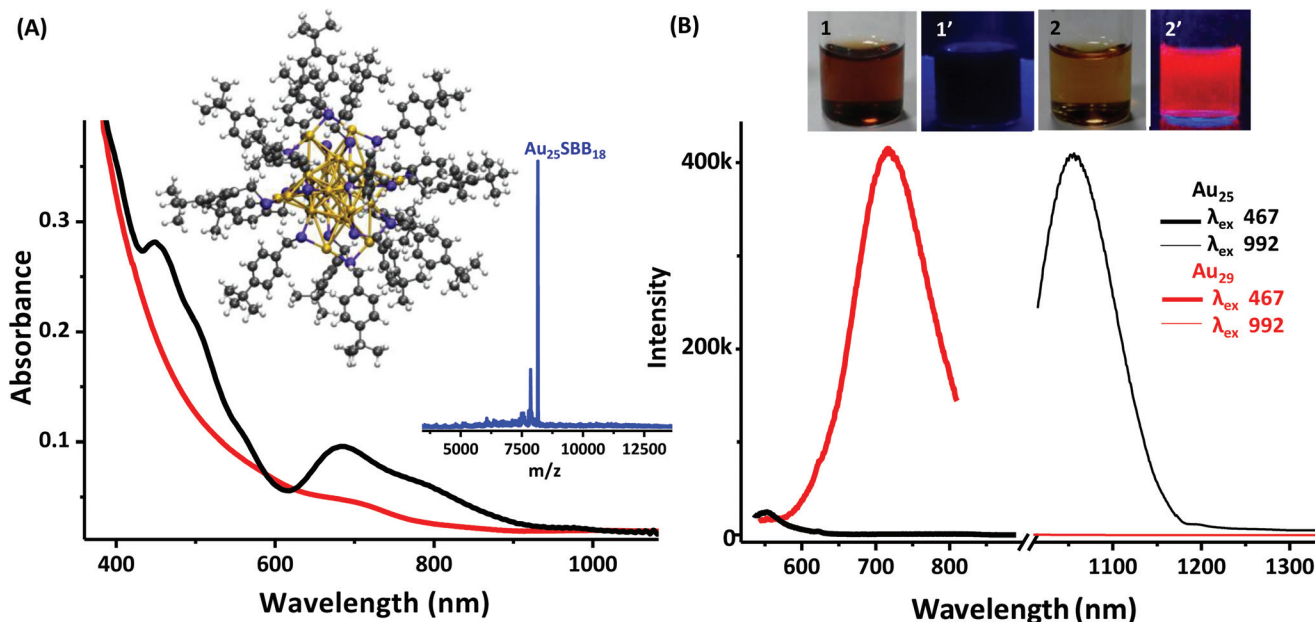 (A)
Au25SBB18
0.3
0.2
0.1
Absorbance
400
600
800
1000
Wavelength (nm)
5000
7500
10000
12500
m/z
(B)
1
1’
2
2’
400k
200k
0
Intensity
Au25
λex 467
λex 992
Au29
λex 467
λex 992
600
700
800
1100
1200
1300
Wavelength (nm)